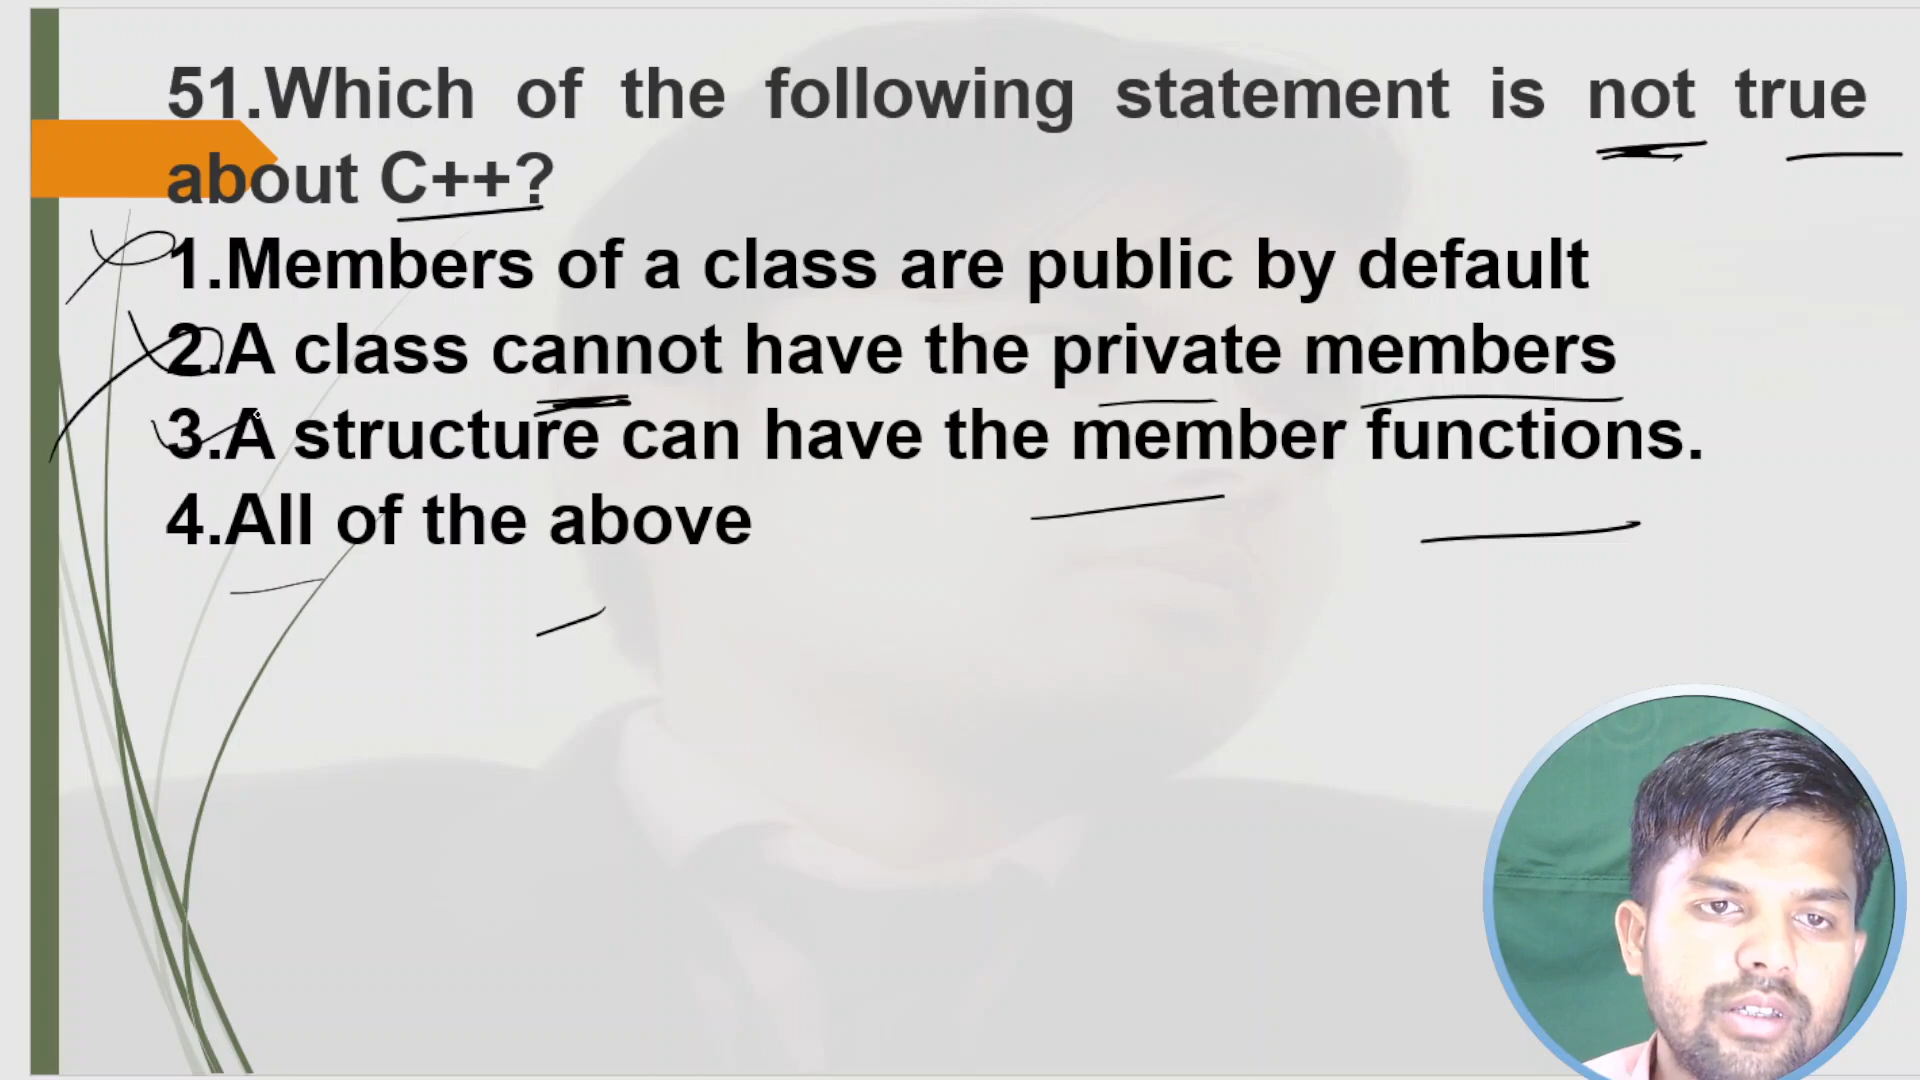 51.Which of the following statement is not true
about C++?
1.Members of a class are public by default
2.A class cannot have the private members
3.A structure can have the member functions.
4.All of the above